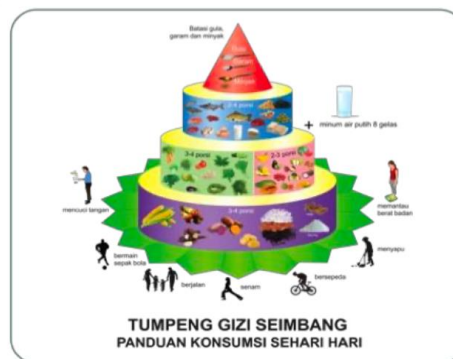 Batasi gula,
garam dan minyak
2-4 porsi
+
minum air putih 8 gelas
3-4 porsi
2-3 porsi
3-4 porsi
mencuci tangan
memantau
berat badan
bermain
sepak bola
menyapu
berjalan
senam
bersepeda
TUMPENG GIZI SEIMBANG
PANDUAN KONSUMSI SEHARI HARI